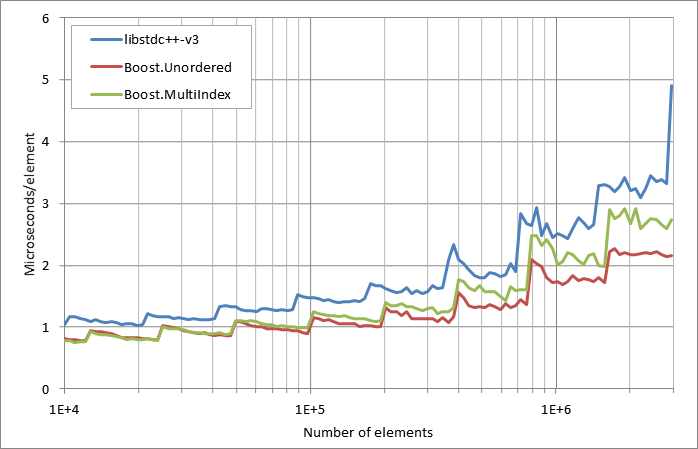 6
5
4
3
2
1
0
Microseconds/element
libstdc++-v3
Boost.Unordered
Boost.MultiIndex
1E+4
1E+5
1E+6
Number of elements